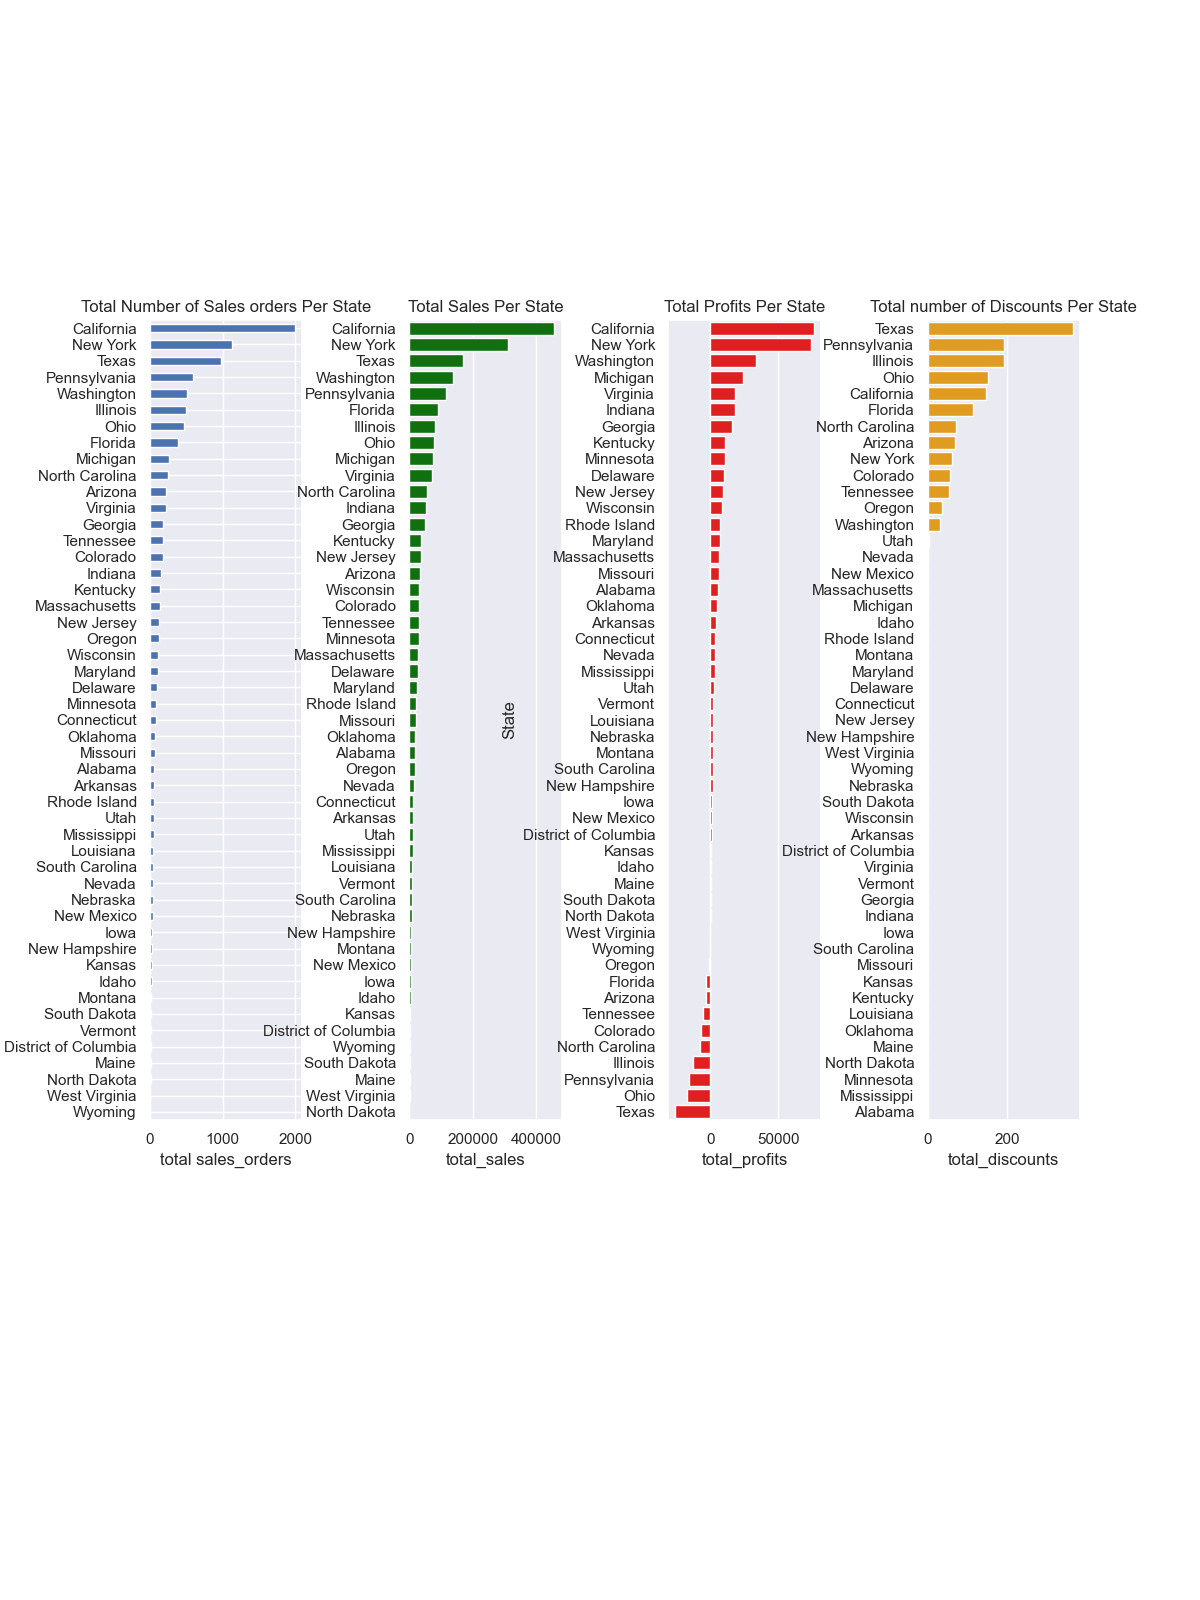 Total Number of Sales orders Per State
California
New York
Texas
Pennsylvania
Washington
Illinois
Ohio
Florida
Michigan
North Carolina
Arizona
Virginia
Georgia
Tennessee
Colorado
Indiana
Kentucky
Massachusetts
New Jersey
Oregon
Wisconsin
Maryland
Delaware
Minnesota
Connecticut
Oklahoma
Missouri
Alabama
Arkansas
Rhode Island
Utah
Mississippi
Louisiana
South Carolina
Nevada
Nebraska
New Mexico
Iowa
New Hampshire
Kansas
Idaho
Montana
South Dakota
Vermont
District of Columbia
Maine
North Dakota
West Virginia
Wyoming
0 1000 2000
total sales_orders
Total Sales Per State
California
New York
Texas
Washington
Pennsylvania
Florida
Illinois
Ohio
Michigan
Virginia
North Carolina
Indiana
Georgia
Kentucky
New Jersey
Arizona
Wisconsin
Colorado
Tennessee
Minnesota
Massachusetts
Delaware
Maryland
Rhode Island
Missouri
Oklahoma
Alabama
Oregon
Nevada
Connecticut
Arkansas
Utah
Mississippi
Louisiana
Vermont
South Carolina
Nebraska
New Hampshire
Montana
New Mexico
Iowa
Idaho
Kansas
District of Columbia
Wyoming
South Dakota
Maine
West Virginia
North Dakota
0 200000 400000
total_sales
State
Total Profits Per State
California
New York
Washington
Michigan
Virginia
Indiana
Georgia
Kentucky
Minnesota
Delaware
New Jersey
Wisconsin
Rhode Island
Maryland
Massachusetts
Missouri
Alabama
Oklahoma
Arkansas
Connecticut
Nevada
Mississippi
Utah
Vermont
Louisiana
Nebraska
Montana
South Carolina
New Hampshire
Iowa
New Mexico
District of Columbia
Kansas
Idaho
Maine
South Dakota
North Dakota
West Virginia
Wyoming
Oregon
Florida
Arizona
Tennessee
Colorado
North Carolina
Illinois
Pennsylvania
Ohio
Texas
0 50000
total_profits
Total number of Discounts Per State
Texas
Pennsylvania
Illinois
Ohio
California
Florida
North Carolina
Arizona
New York
Colorado
Tennessee
Oregon
Washington
Utah
Nevada
New Mexico
Massachusetts
Michigan
Idaho
Rhode Island
Montana
Maryland
Delaware
Connecticut
New Jersey
New Hampshire
West Virginia
Wyoming
Nebraska
South Dakota
Wisconsin
Arkansas
District of Columbia
Virginia
Vermont
Georgia
Indiana
Iowa
South Carolina
Missouri
Kansas
Kentucky
Louisiana
Oklahoma
Maine
North Dakota
Minnesota
Mississippi
Alabama
0 200
total_discounts